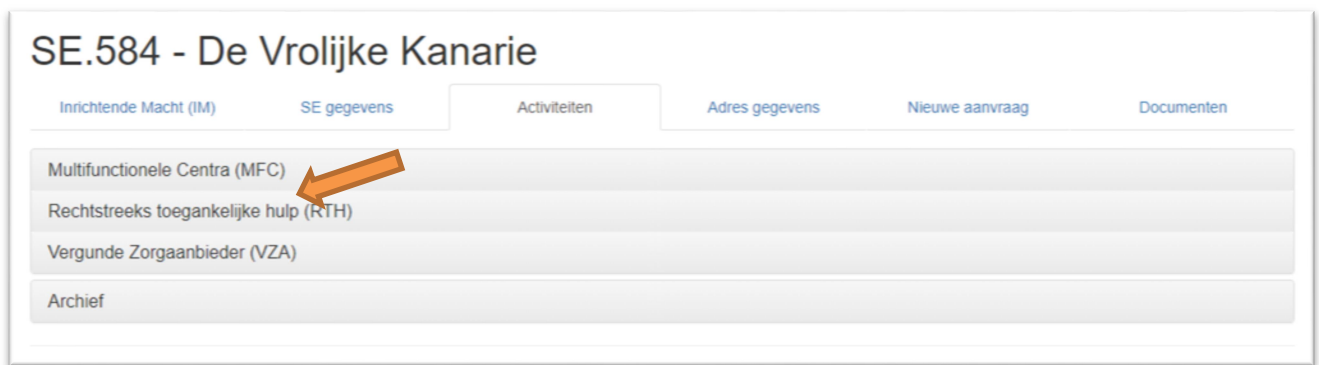 SE.584 - De Vrolijke Kanarie
Inrichtende Macht (IM) SE gegevens Activiteiten Adres gegevens Nieuwe aanvraag Documenten
Multifunctionele Centra (MFC)
Rechtstreeks toegankelijke hulp (RTH)
Vergunde Zorgaanbieder (VZA)
Archief